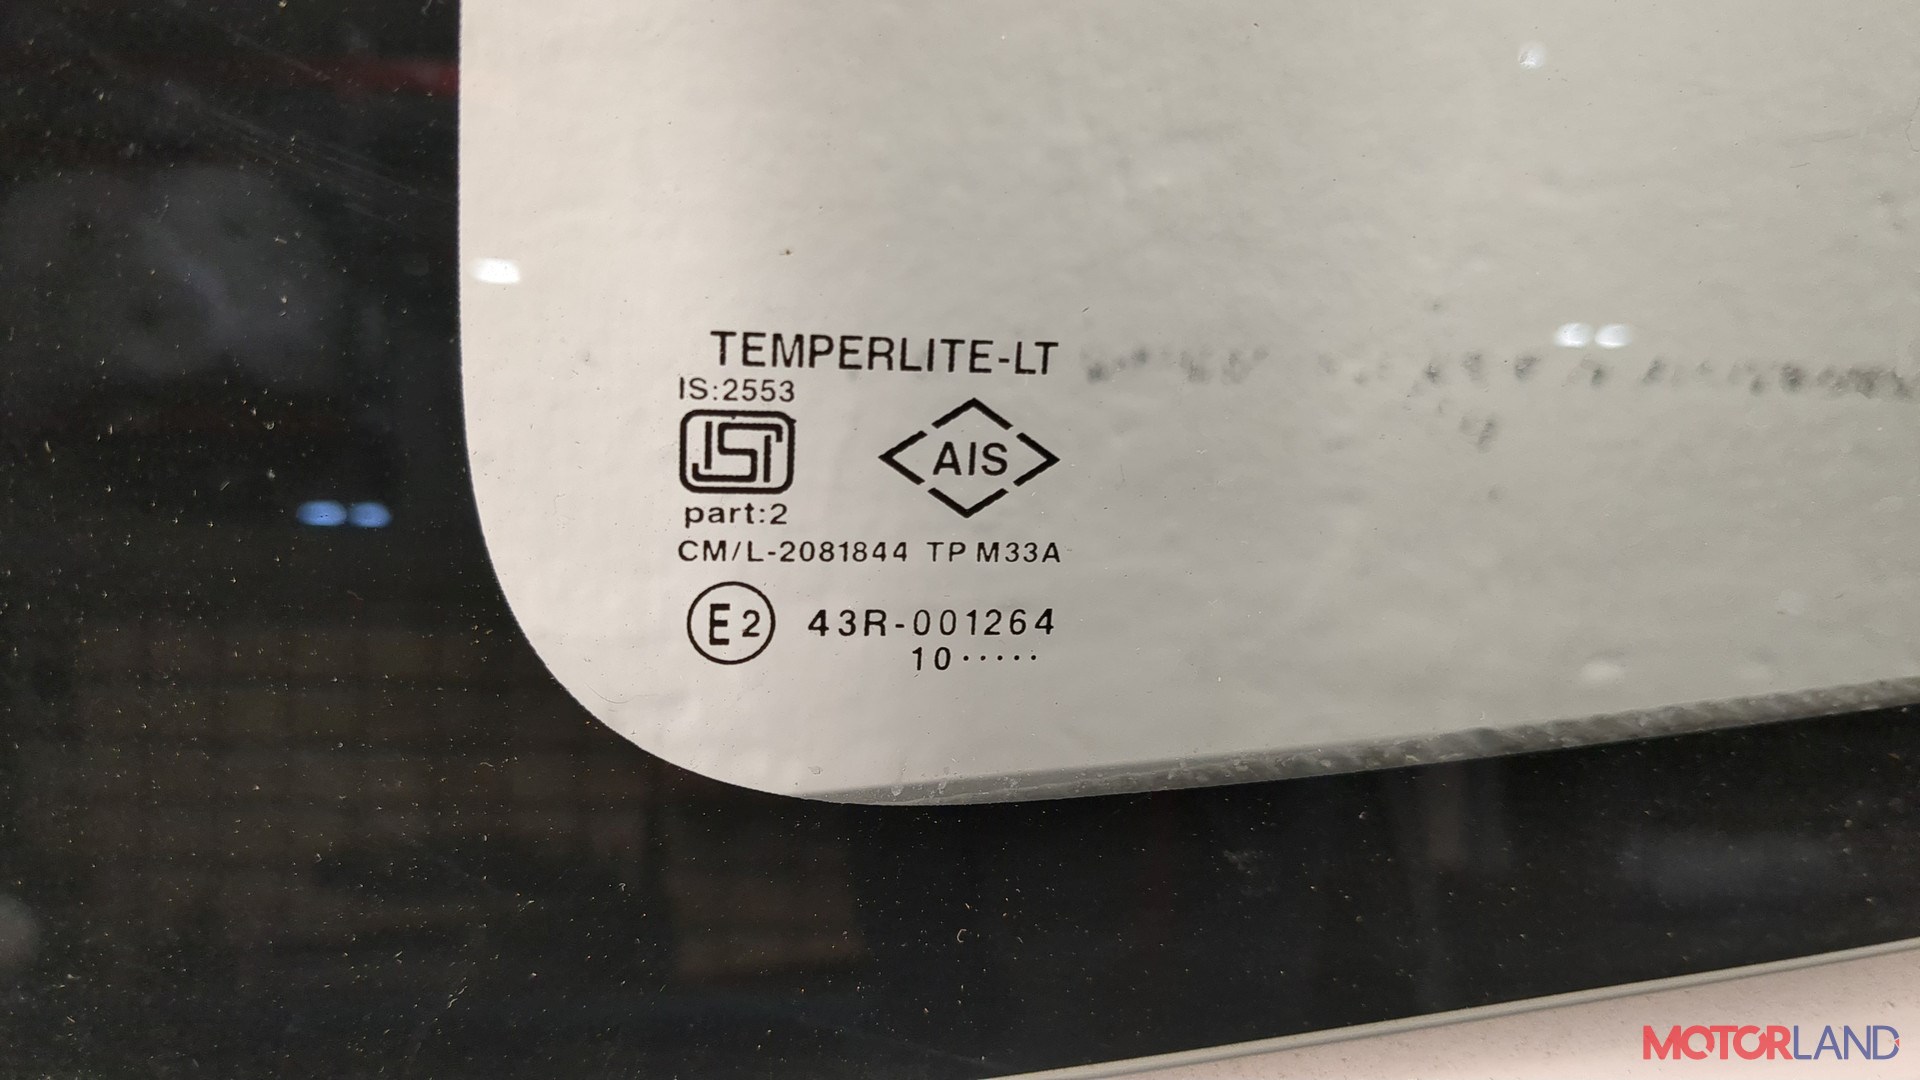 TEMPERLITE-LT
IS:2553
ISI
AIS
part:2
CM/L-2081844 TP M33A
E2 43R-001264
10·····
MOTORLAND